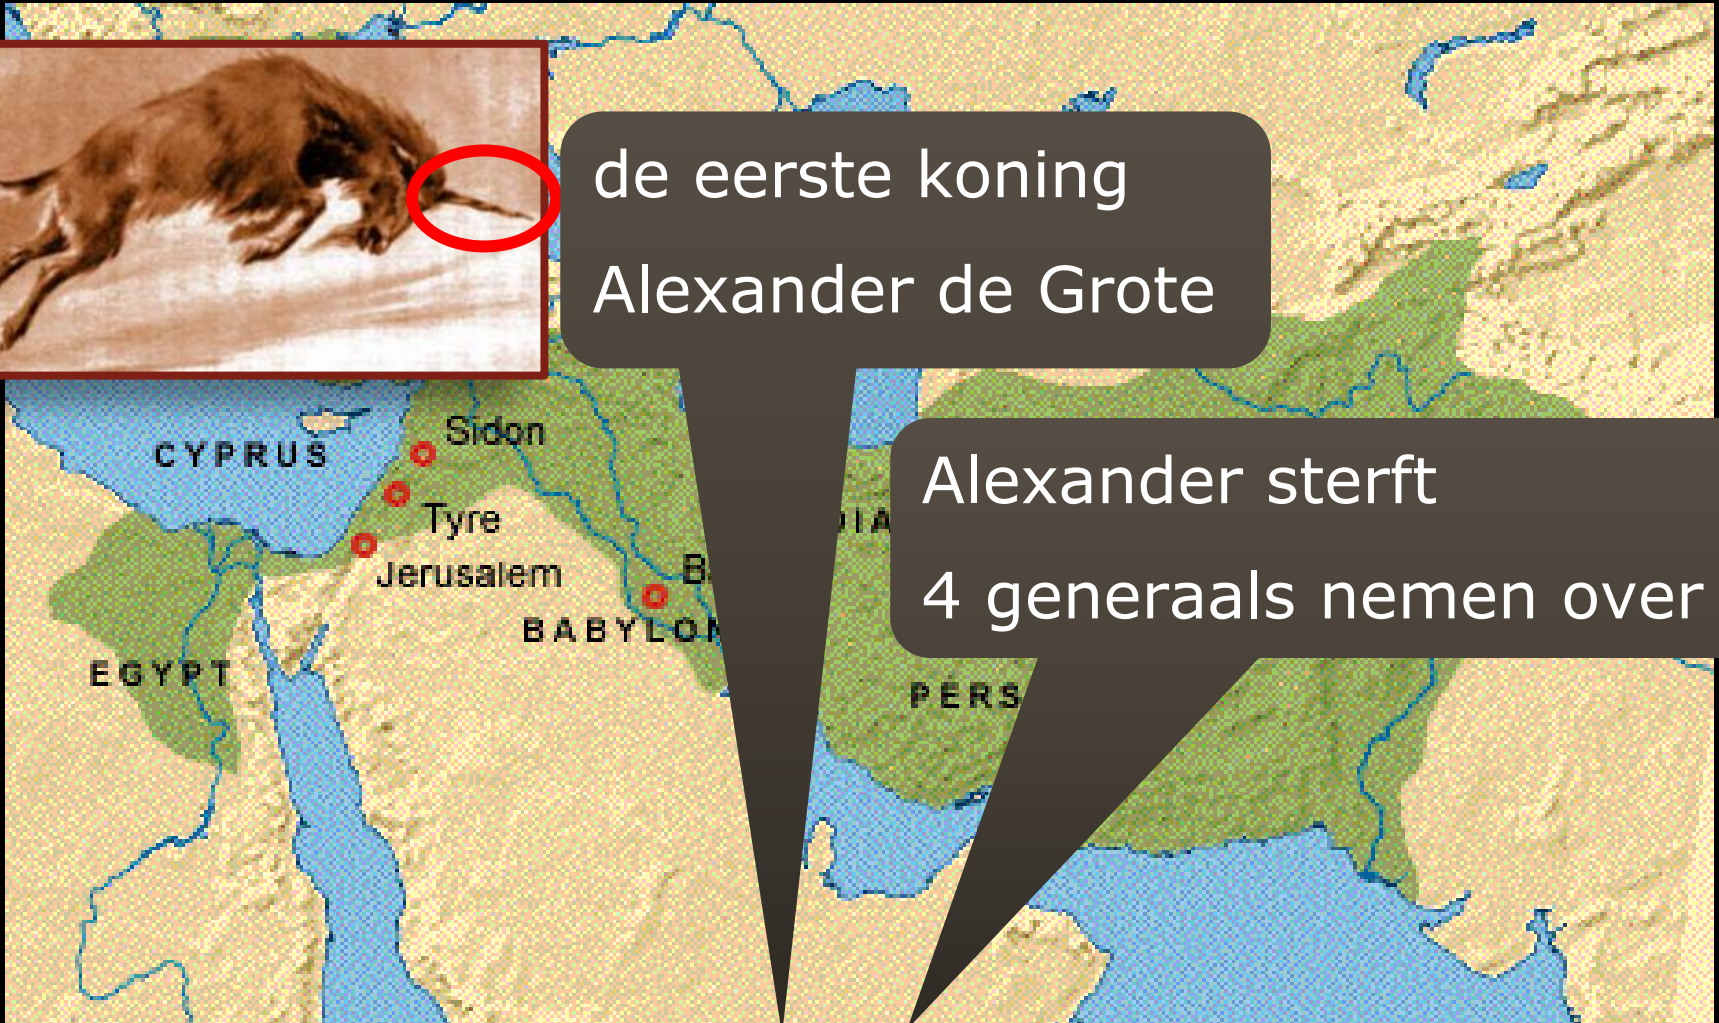 de eerste koning
Alexander de Grote
Alexander sterft
4 generaals nemen over
Sidon
CYPRUS
Tyre
Jerusalem
EGYPT